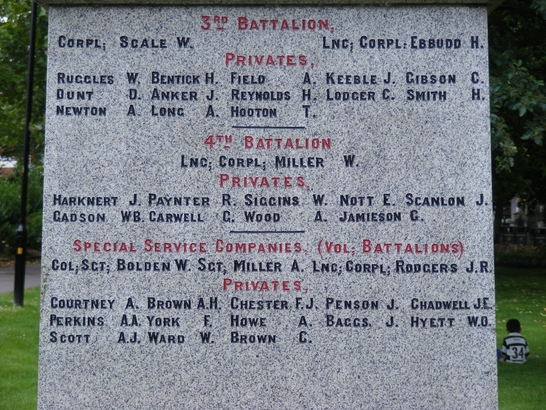 3RD BATTALION,
CORPL; SCALE W. LNC; CORPL: EBBUDD H.
PRIVATES,
RUGGLES W. BENTICK H. FIELD A. KEEBLE J. GIBSON C.
DUNT D. ANKER J. REYNOLDS H. LODGER C. SMITH H.
NEWTON A. LONG A. HOOTON T.
4TH BATTALION
LNC; CORPL; MILLER W.
PRIVATES,
HARKNERT J. PAYNTER R. SIGGINS W. NOTT E. SCANLON J.
GADSON WB. CARWELL G. WOOD A. JAMIESON G.
SPECIAL SERVICE COMPANIES. (VOL; BATTALIONS)
COL; SGT; BOLDEN W. SGT; MILLER A. LNC; CORPL; RODGERS J.R.
PRIVATES,
COURTNEY A. BROWN A.H. CHESTER F.J. PENSON J. CHADWELL J.E.
PERKINS A.A. YORK F. HOWE A. BAGGS. J. HYETT W.O.
SCOTT A.J. WARD W. BROWN C.
34